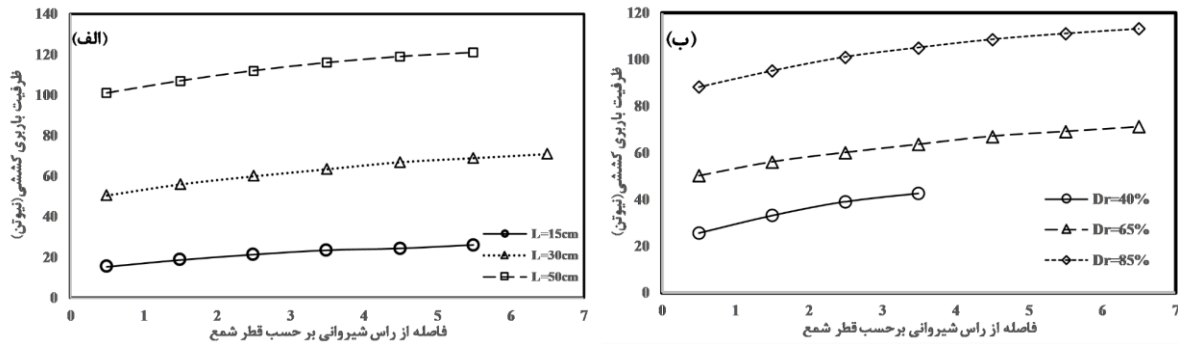 (الف)
ظرفیت باربری کششی(نیوتن)
140
120
100
80
60
40
20
0
0 1 2 3 4 5 6 7
L=15cm
L=30cm
L=50cm
فاصله از راس شیروانی بر حسب قطر شمع
(ب)
ظرفیت باربری کششی(نیوتن)
120
100
80
60
40
20
0
0 1 2 3 4 5 6 7
Dr=40%
Dr=65%
Dr=85%
فاصله از راس شیروانی برحسب قطر شمع